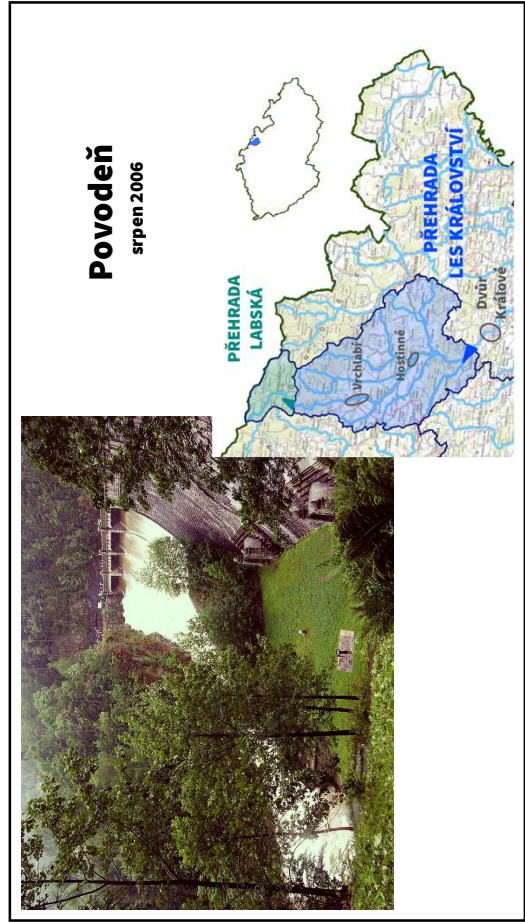 Povodeň
srpen 2006
PŘEHRADA
LABSKÁ
PŘEHRADA
LES KRÁLOVSTVÍ
Vrchlabí
Hostinné
Dvůr
Králové